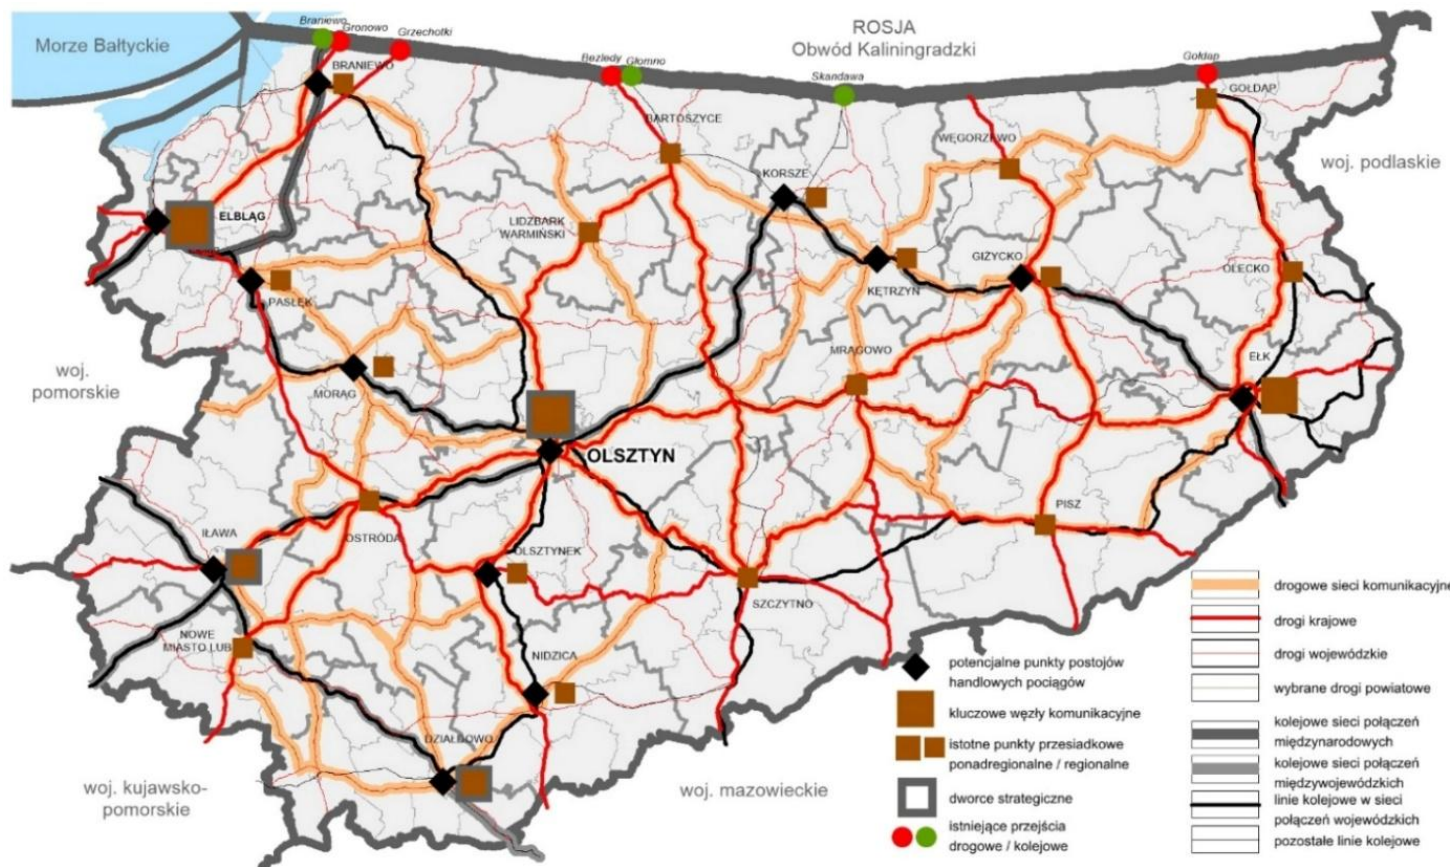 Morze Bałtyckie
Braniewo
Gronowo
Grzechotki
BRANIEWO
ROSJA
Obwód Kaliningradzki
Bezledy
Głomno
Skandawa
Gołdap
GOŁDAP
BARTOSZYCE
WĘGORZEWO
woj. podlaskie
KORSZE
ELBLĄG
LIDZBARK
WARMIŃSKI
GIŻYCKO
OLECKO
KĘTRZYN
PASŁĘK
woj.
pomorskie
MRĄGOWO
EŁK
MORĄG
OLSZTYN
PISZ
IŁAWA
OSTRÓDA
OLSZTYNEK
SZCZYTNO
NOWE
MIASTO LUB.
NIDZICA
DZIAŁDOWO
woj. kujawsko-
pomorskie
woj. mazowieckie
potencjalne punkty postojów
handlowych pociągów
kluczowe węzły komunikacyjne
istotne punkty przesiadkowe
ponadregionalne / regionalne
dworce strategiczne
istniejące przejścia
drogowe / kolejowe
drogowe sieci komunikacyjne
drogi krajowe
drogi wojewódzkie
wybrane drogi powiatowe
kolejowe sieci połączeń
międzynarodowych
kolejowe sieci połączeń
międzywojewódzkich
linie kolejowe w sieci
połączeń wojewódzkich
pozostałe linie kolejowe